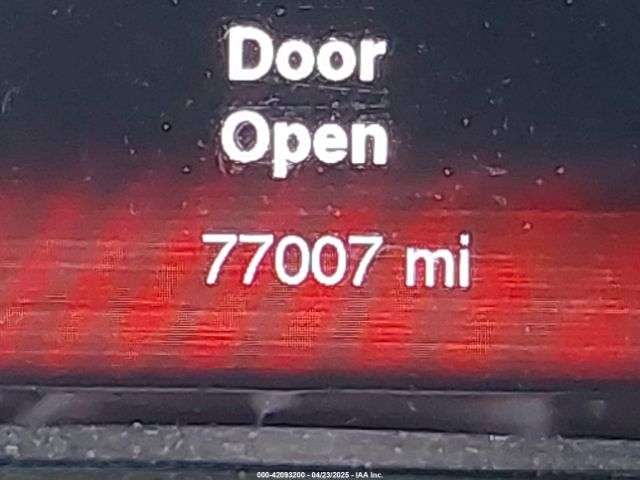 Door
Open
77007 mi
000-42093200 - 04/23/2025 - IAA Inc.